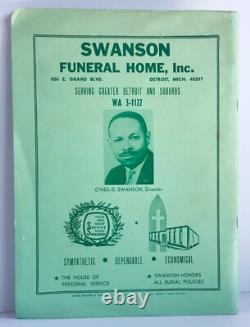 SWANSON
FUNERAL HOME, Inc.
806 E. GRAND BLVD. DETROIT, MICH. 48207
SERVING GREATER DETROIT AND SUBURBS
WA 3-1122
O'NEIL D. SWANSON, Director
SYMPATHETIC • DEPENDABLE • ECONOMICAL
★ THE HOUSE OF
PERSONAL SERVICE
★ SWANSON HONORS
ALL BURIAL POLICIES